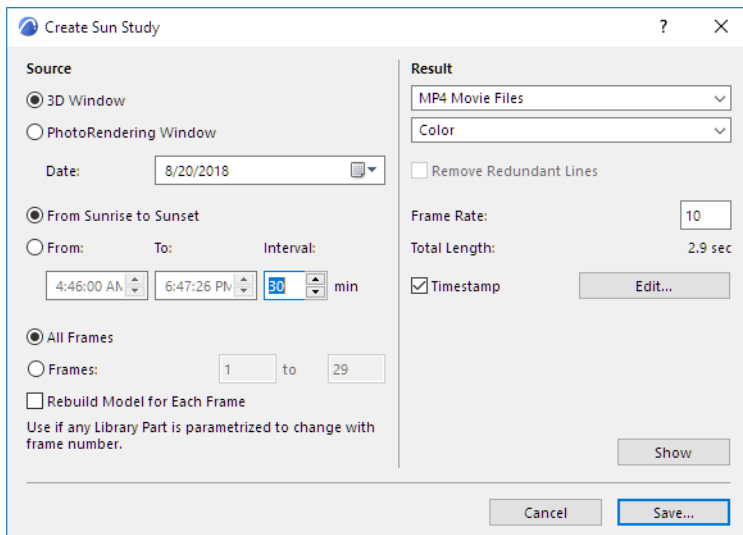 Create Sun Study
?
Source
3D Window
PhotoRendering Window
Date: 8/20/2018
From Sunrise to Sunset
From: To: Interval:
4:46:00 AM 6:47:26 PM 30 min
All Frames
Frames: 1 to 29
Rebuild Model for Each Frame
Use if any Library Part is parametrized to change with
frame number.
Result
MP4 Movie Files
Color
Remove Redundant Lines
Frame Rate: 10
Total Length: 2.9 sec
Timestamp Edit...
Show
Cancel Save...